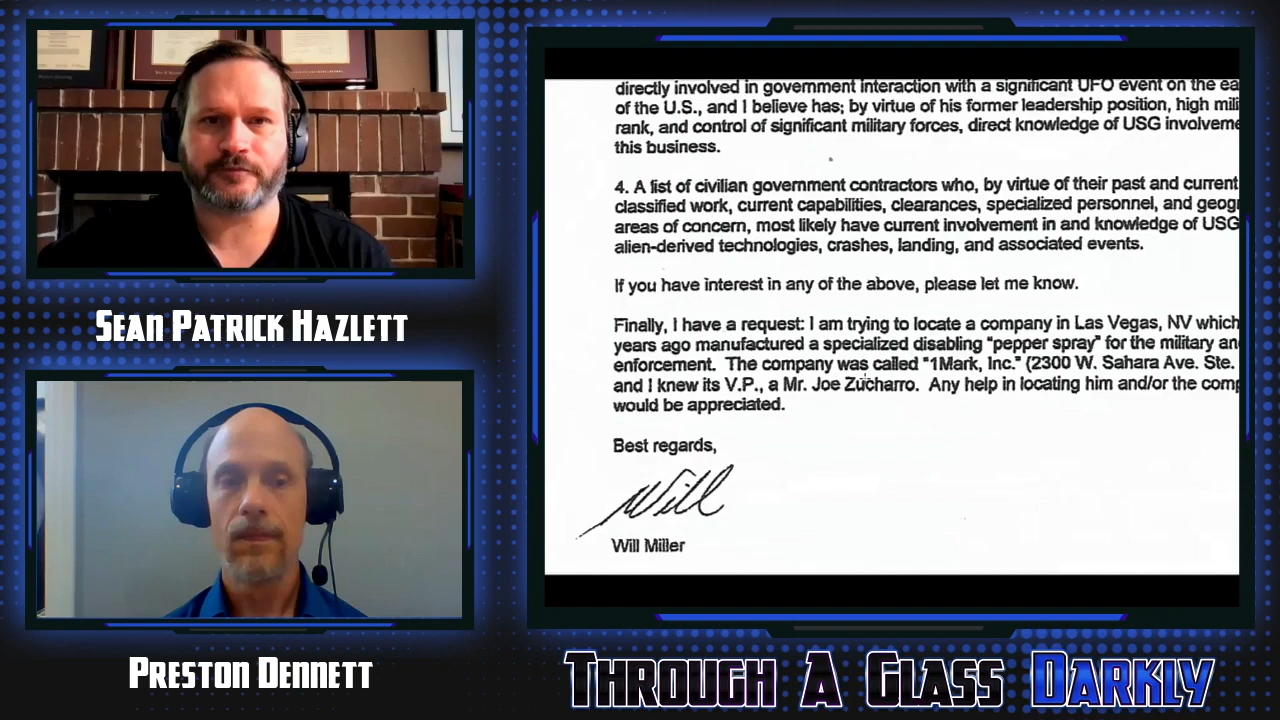 SEAN PATRICK HAZLETT
PRESTON DENNETT
directly involved in government interaction with a significant UFO event on the ea
of the U.S., and I believe has; by virtue of his former leadership position, high mili
rank, and control of significant military forces, direct knowledge of USG involveme
this business.
4. A list of civilian government contractors who, by virtue of their past and current
classified work, current capabilities, clearances, specialized personnel, and geogr
areas of concern, most likely have current involvement in and knowledge of USG
alien-derived technologies, crashes, landing, and associated events.
If you have interest in any of the above, please let me know.
Finally, I have a request: I am trying to locate a company in Las Vegas, NV which
years ago manufactured a specialized disabling "pepper spray" for the military an
enforcement. The company was called "1Mark, Inc." (2300 W. Sahara Ave. Ste.
and I knew its V.P., a Mr. Joe Zucharro. Any help in locating him and/or the comp
would be appreciated.
Best regards,
Will
Will Miller
THROUGH A GLASS DARKLY